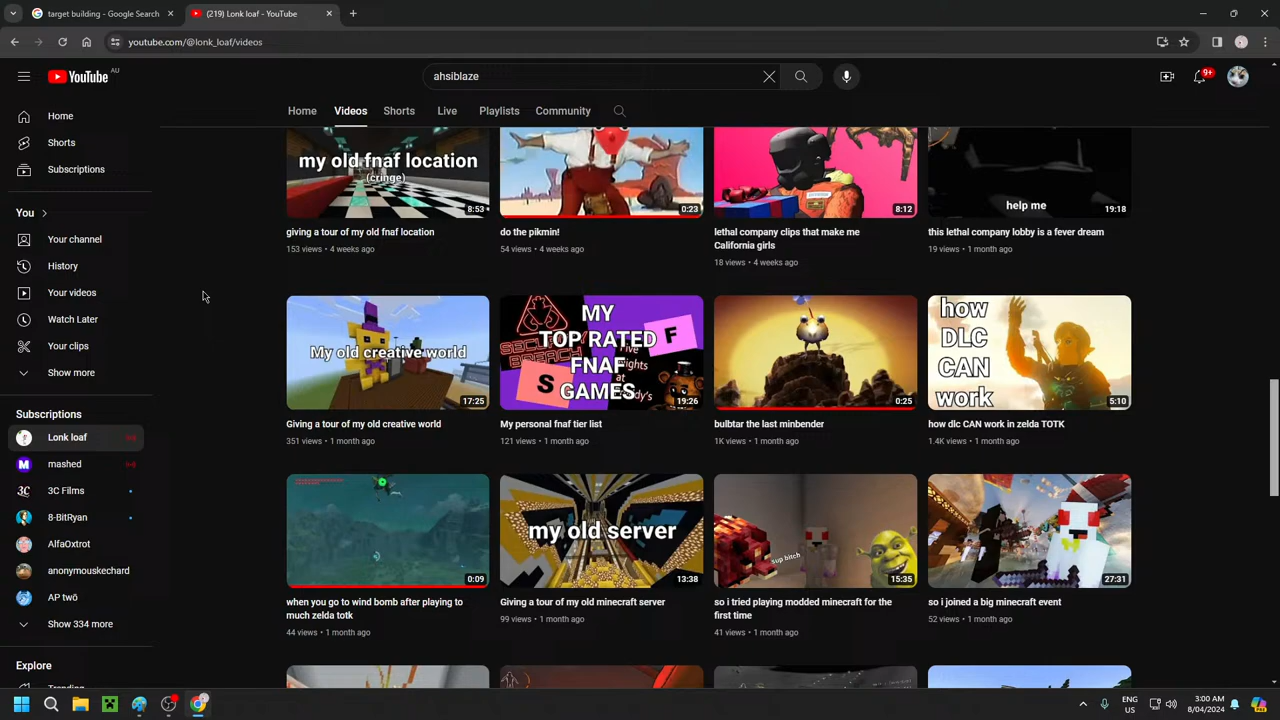 target building - Google Search
(219) Lonk loaf - YouTube
youtube.com/@lonk_loaf/videos
YouTube AU
ahsiblaze
9+
Home
Videos
Shorts
Live
Playlists
Community
Home
Shorts
Subscriptions
You
Your channel
History
Your videos
Watch Later
Your clips
Show more
Subscriptions
Lonk loaf
mashed
3C Films
8-BitRyan
AlfaOxtrot
anonymouskechard
AP twö
Show 334 more
Explore
my old fnaf location
(cringe)
8:53
giving a tour of my old fnaf location
153 views • 4 weeks ago
0:23
do the pikmin!
54 views • 4 weeks ago
8:12
lethal company clips that make me
California girls
18 views • 4 weeks ago
help me
19:18
this lethal company lobby is a fever dream
19 views • 1 month ago
My old creative world
17:25
Giving a tour of my old creative world
351 views • 1 month ago
MY
TOP RATED
FNAF
GAMES
F
S
19:26
My personal fnaf tier list
121 views • 1 month ago
0:25
bulbtar the last minbender
1K views • 1 month ago
how
DLC
CAN
work
5:10
how dlc CAN work in zelda TOTK
1.4K views • 1 month ago
0:09
when you go to wind bomb after playing to
much zelda totk
44 views • 1 month ago
my old server
13:38
Giving a tour of my old minecraft server
99 views • 1 month ago
sup bitch
15:35
so i tried playing modded minecraft for the
first time
41 views • 1 month ago
27:31
so i joined a big minecraft event
52 views • 1 month ago
ENG
US
3:00 AM
8/04/2024